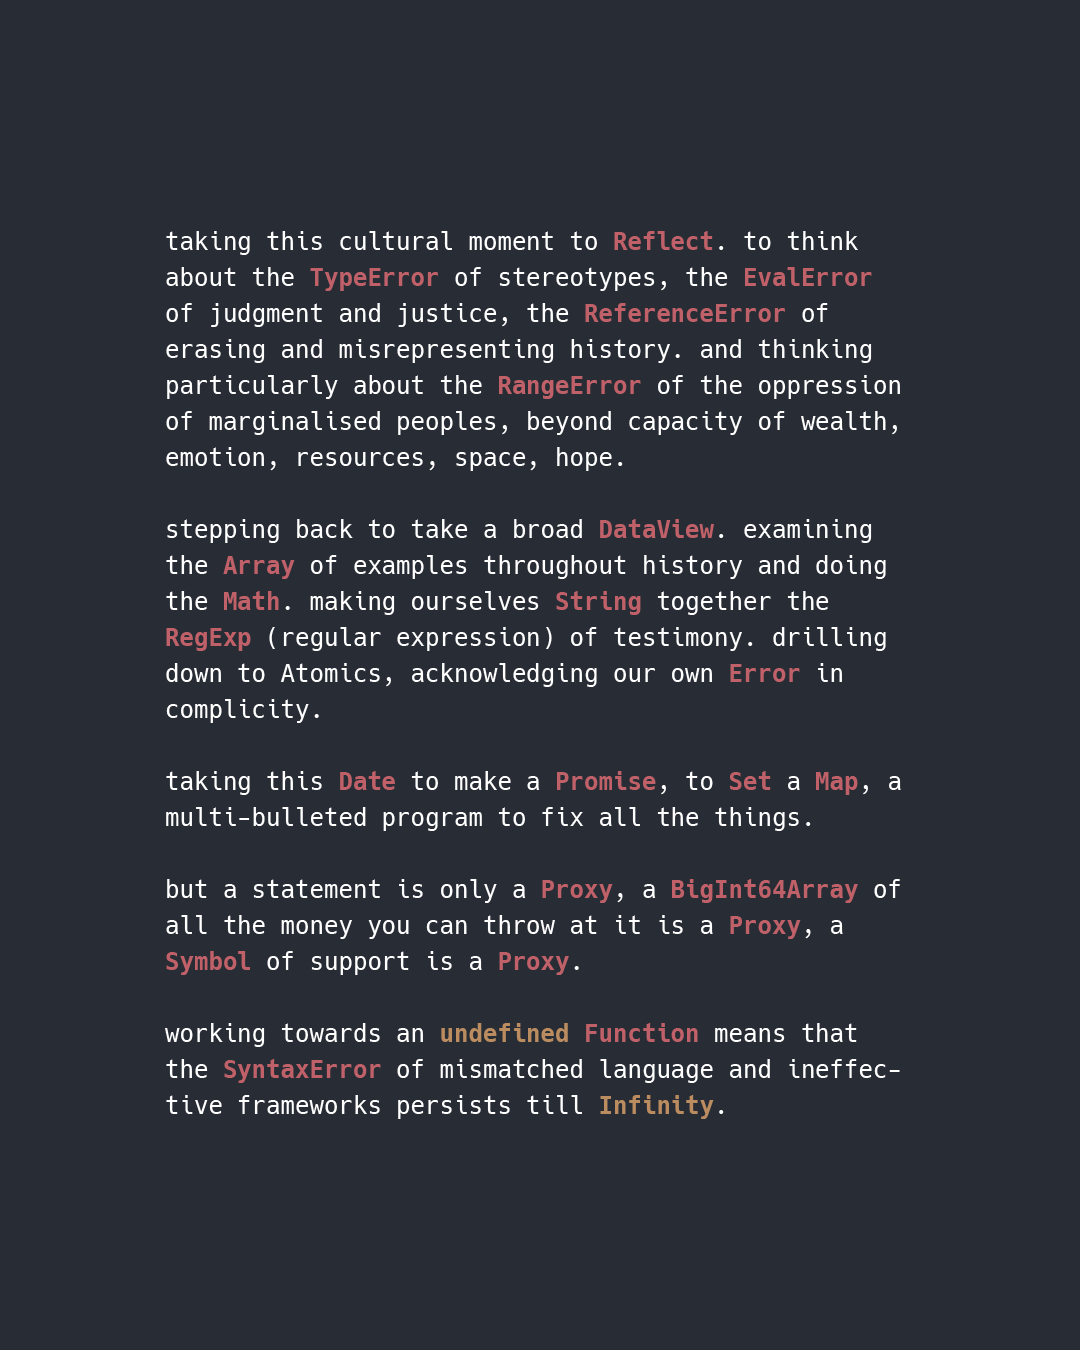 taking this cultural moment to Reflect. to think
about the TypeError of stereotypes, the EvalError
of judgment and justice, the ReferenceError of
erasing and misrepresenting history. and thinking
particularly about the RangeError of the oppression
of marginalised peoples, beyond capacity of wealth,
emotion, resources, space, hope.
stepping back to take a broad DataView. examining
the Array of examples throughout history and doing
the Math. making ourselves String together the
RegExp (regular expression) of testimony. drilling
down to Atomics, acknowledging our own Error in
complicity.
taking this Date to make a Promise, to Set a Map, a
multi-bulleted program to fix all the things.
but a statement is only a Proxy, a BigInt64Array of
all the money you can throw at it is a Proxy, a
Symbol of support is a Proxy.
working towards an undefined Function means that
the SyntaxError of mismatched language and ineffec-
tive frameworks persists till Infinity.